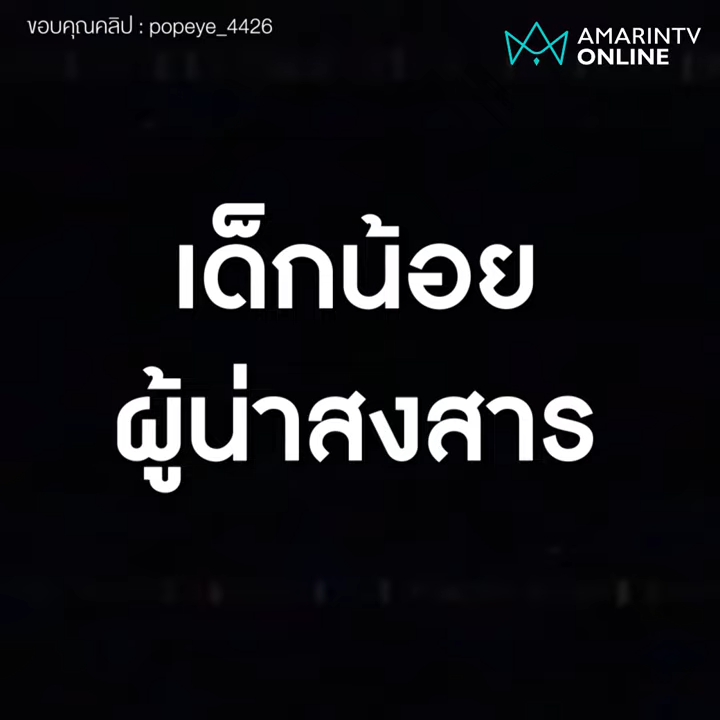 ขอบคุณคลิป : popeye_4426
AMARINTV
ONLINE
เด็กน้อย
ผู้น่าสงสาร